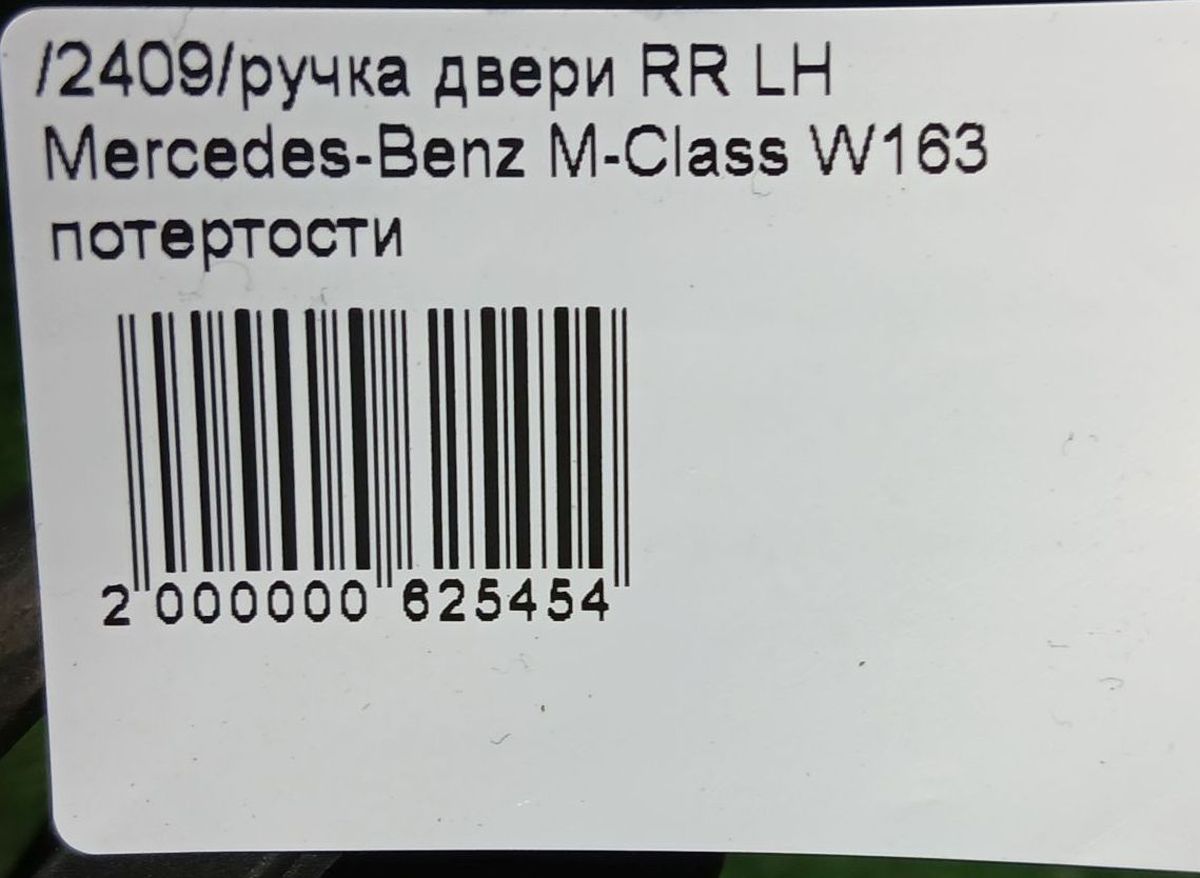 /2409/ручка двери RR LH
Mercedes-Benz M-Class W163
потертости
2 000000 625454